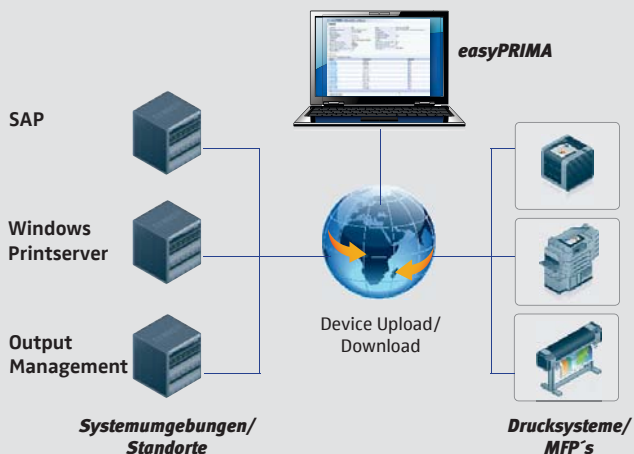 easyPRIMA
SAP
Windows
Printserver
Device Upload/
Download
Output
Management
Systemumgebungen/
Standorte
Drucksysteme/
MFP´s